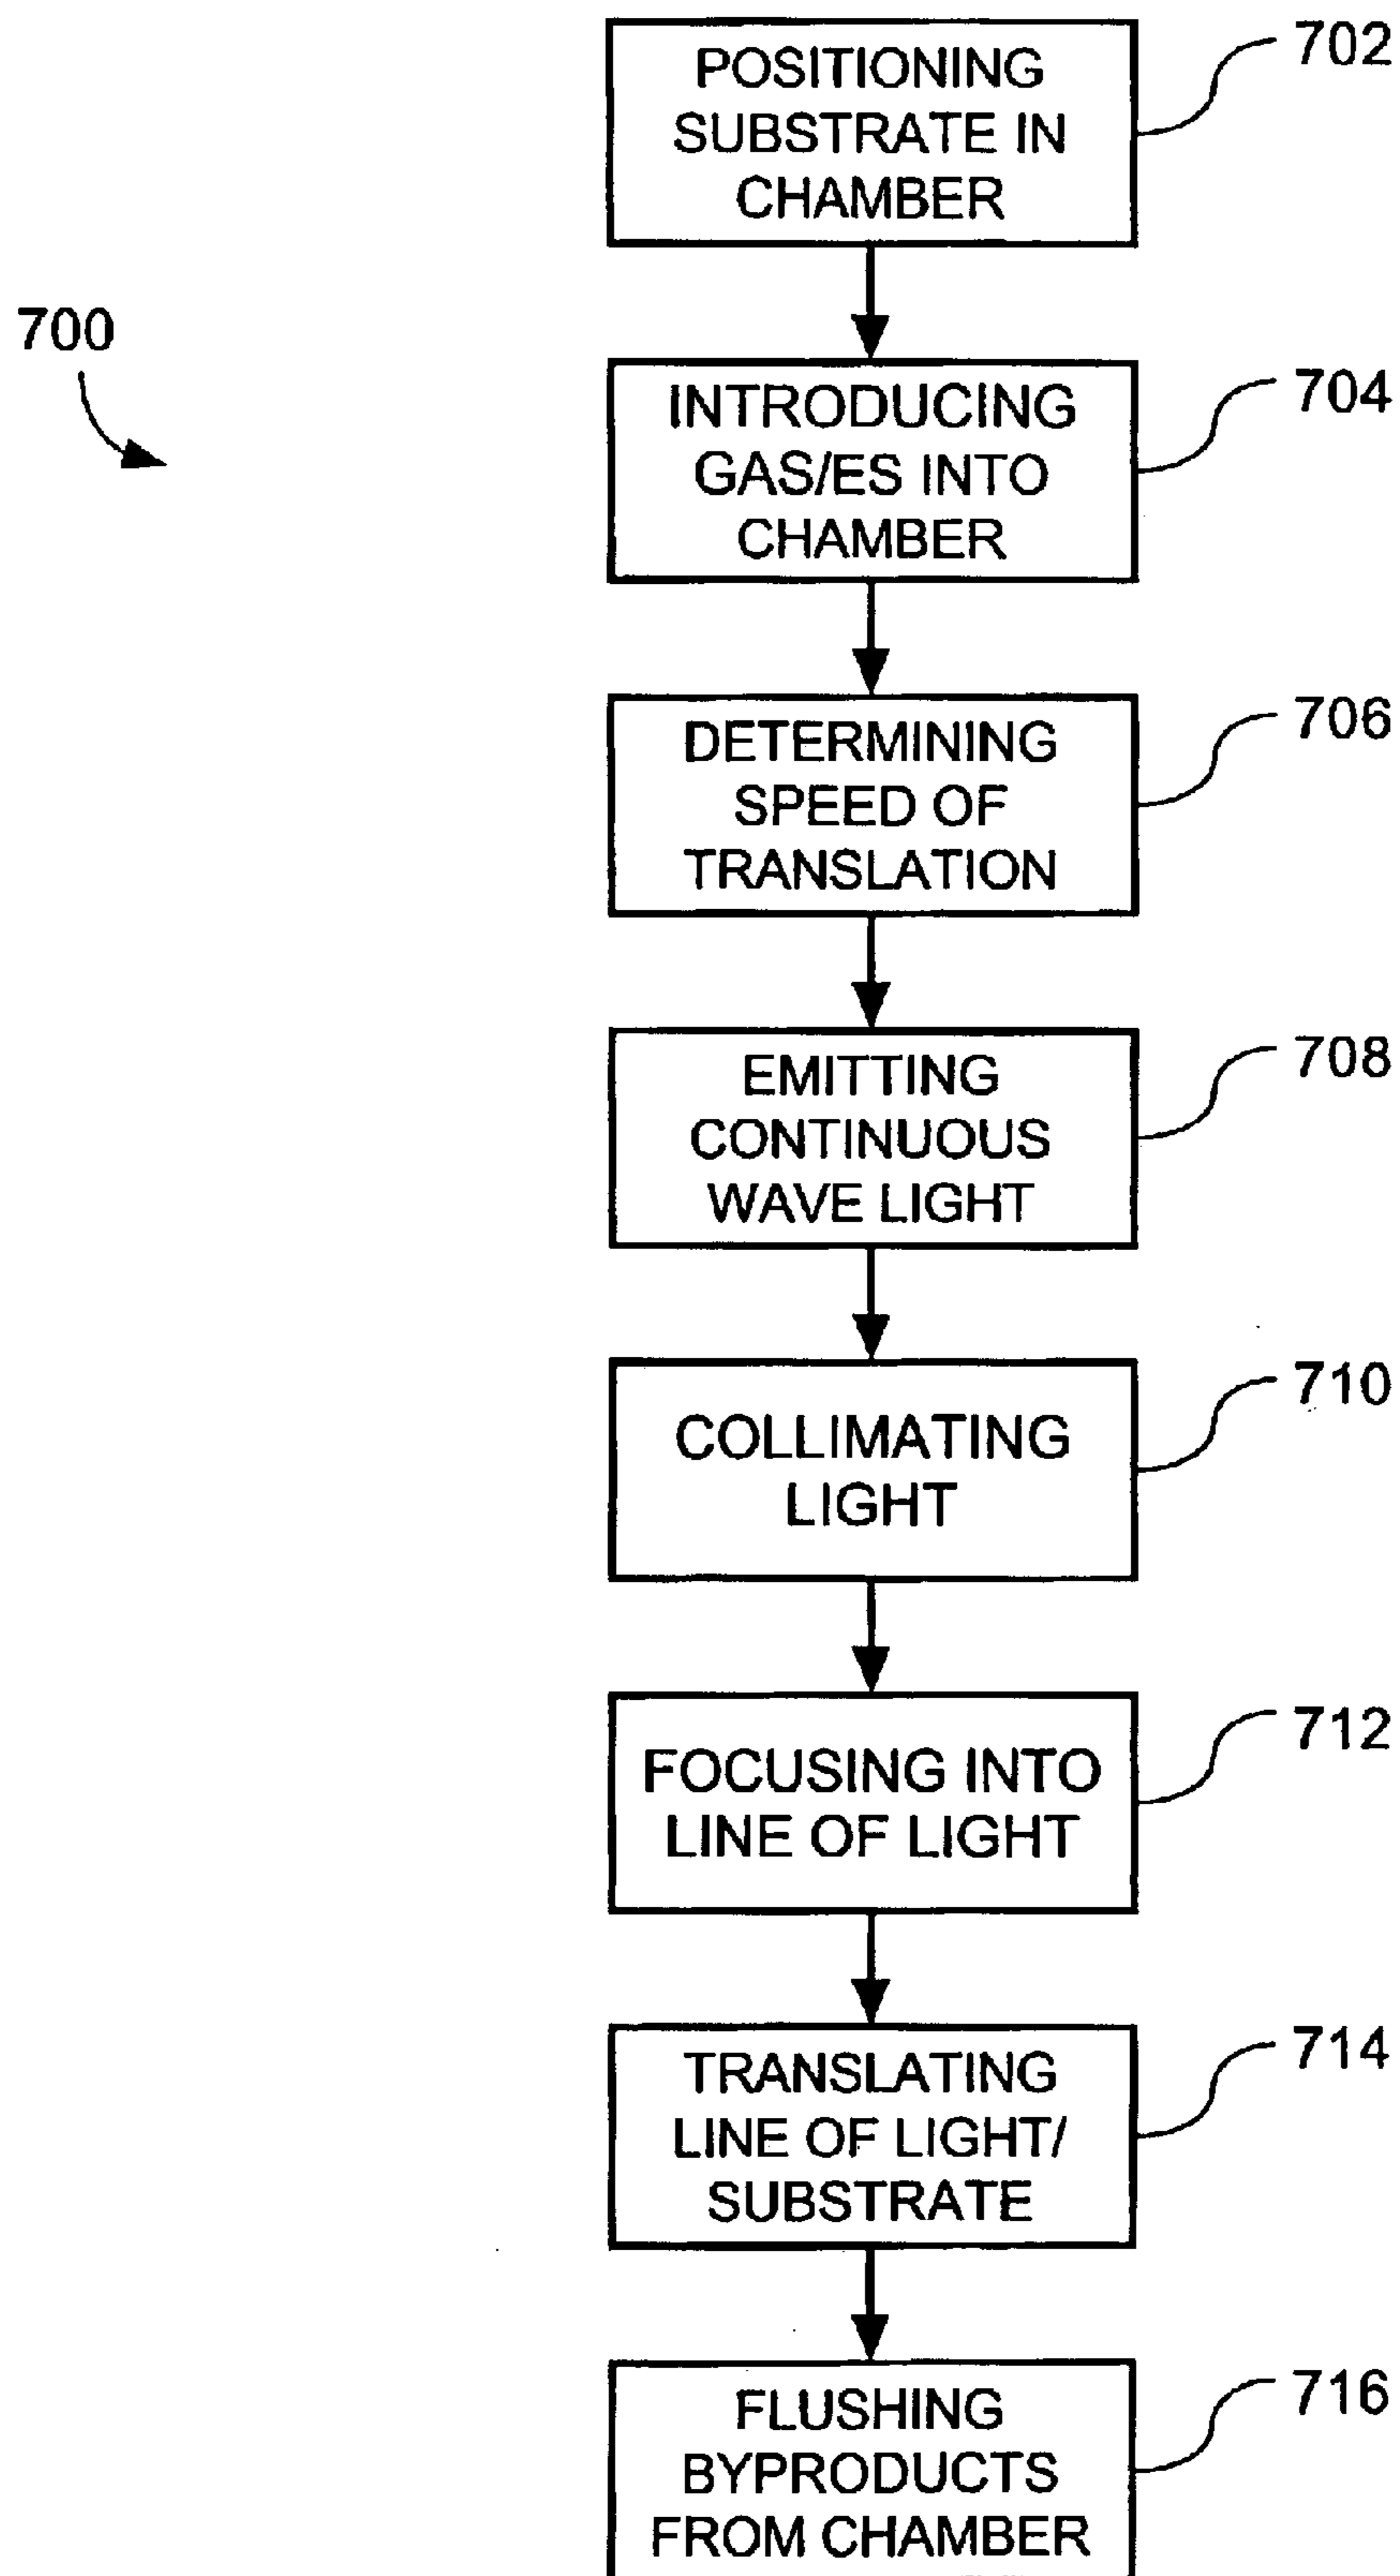 POSITIONING
SUBSTRATE IN
CHAMBER
702
700
INTRODUCING
GAS/ES INTO
CHAMBER
704
DETERMINING
SPEED OF
TRANSLATION
706
EMITTING
CONTINUOUS
WAVE LIGHT
708
COLLIMATING
LIGHT
710
FOCUSING INTO
LINE OF LIGHT
712
TRANSLATING
LINE OF LIGHT/
SUBSTRATE
714
FLUSHING
BYPRODUCTS
FROM CHAMBER
716